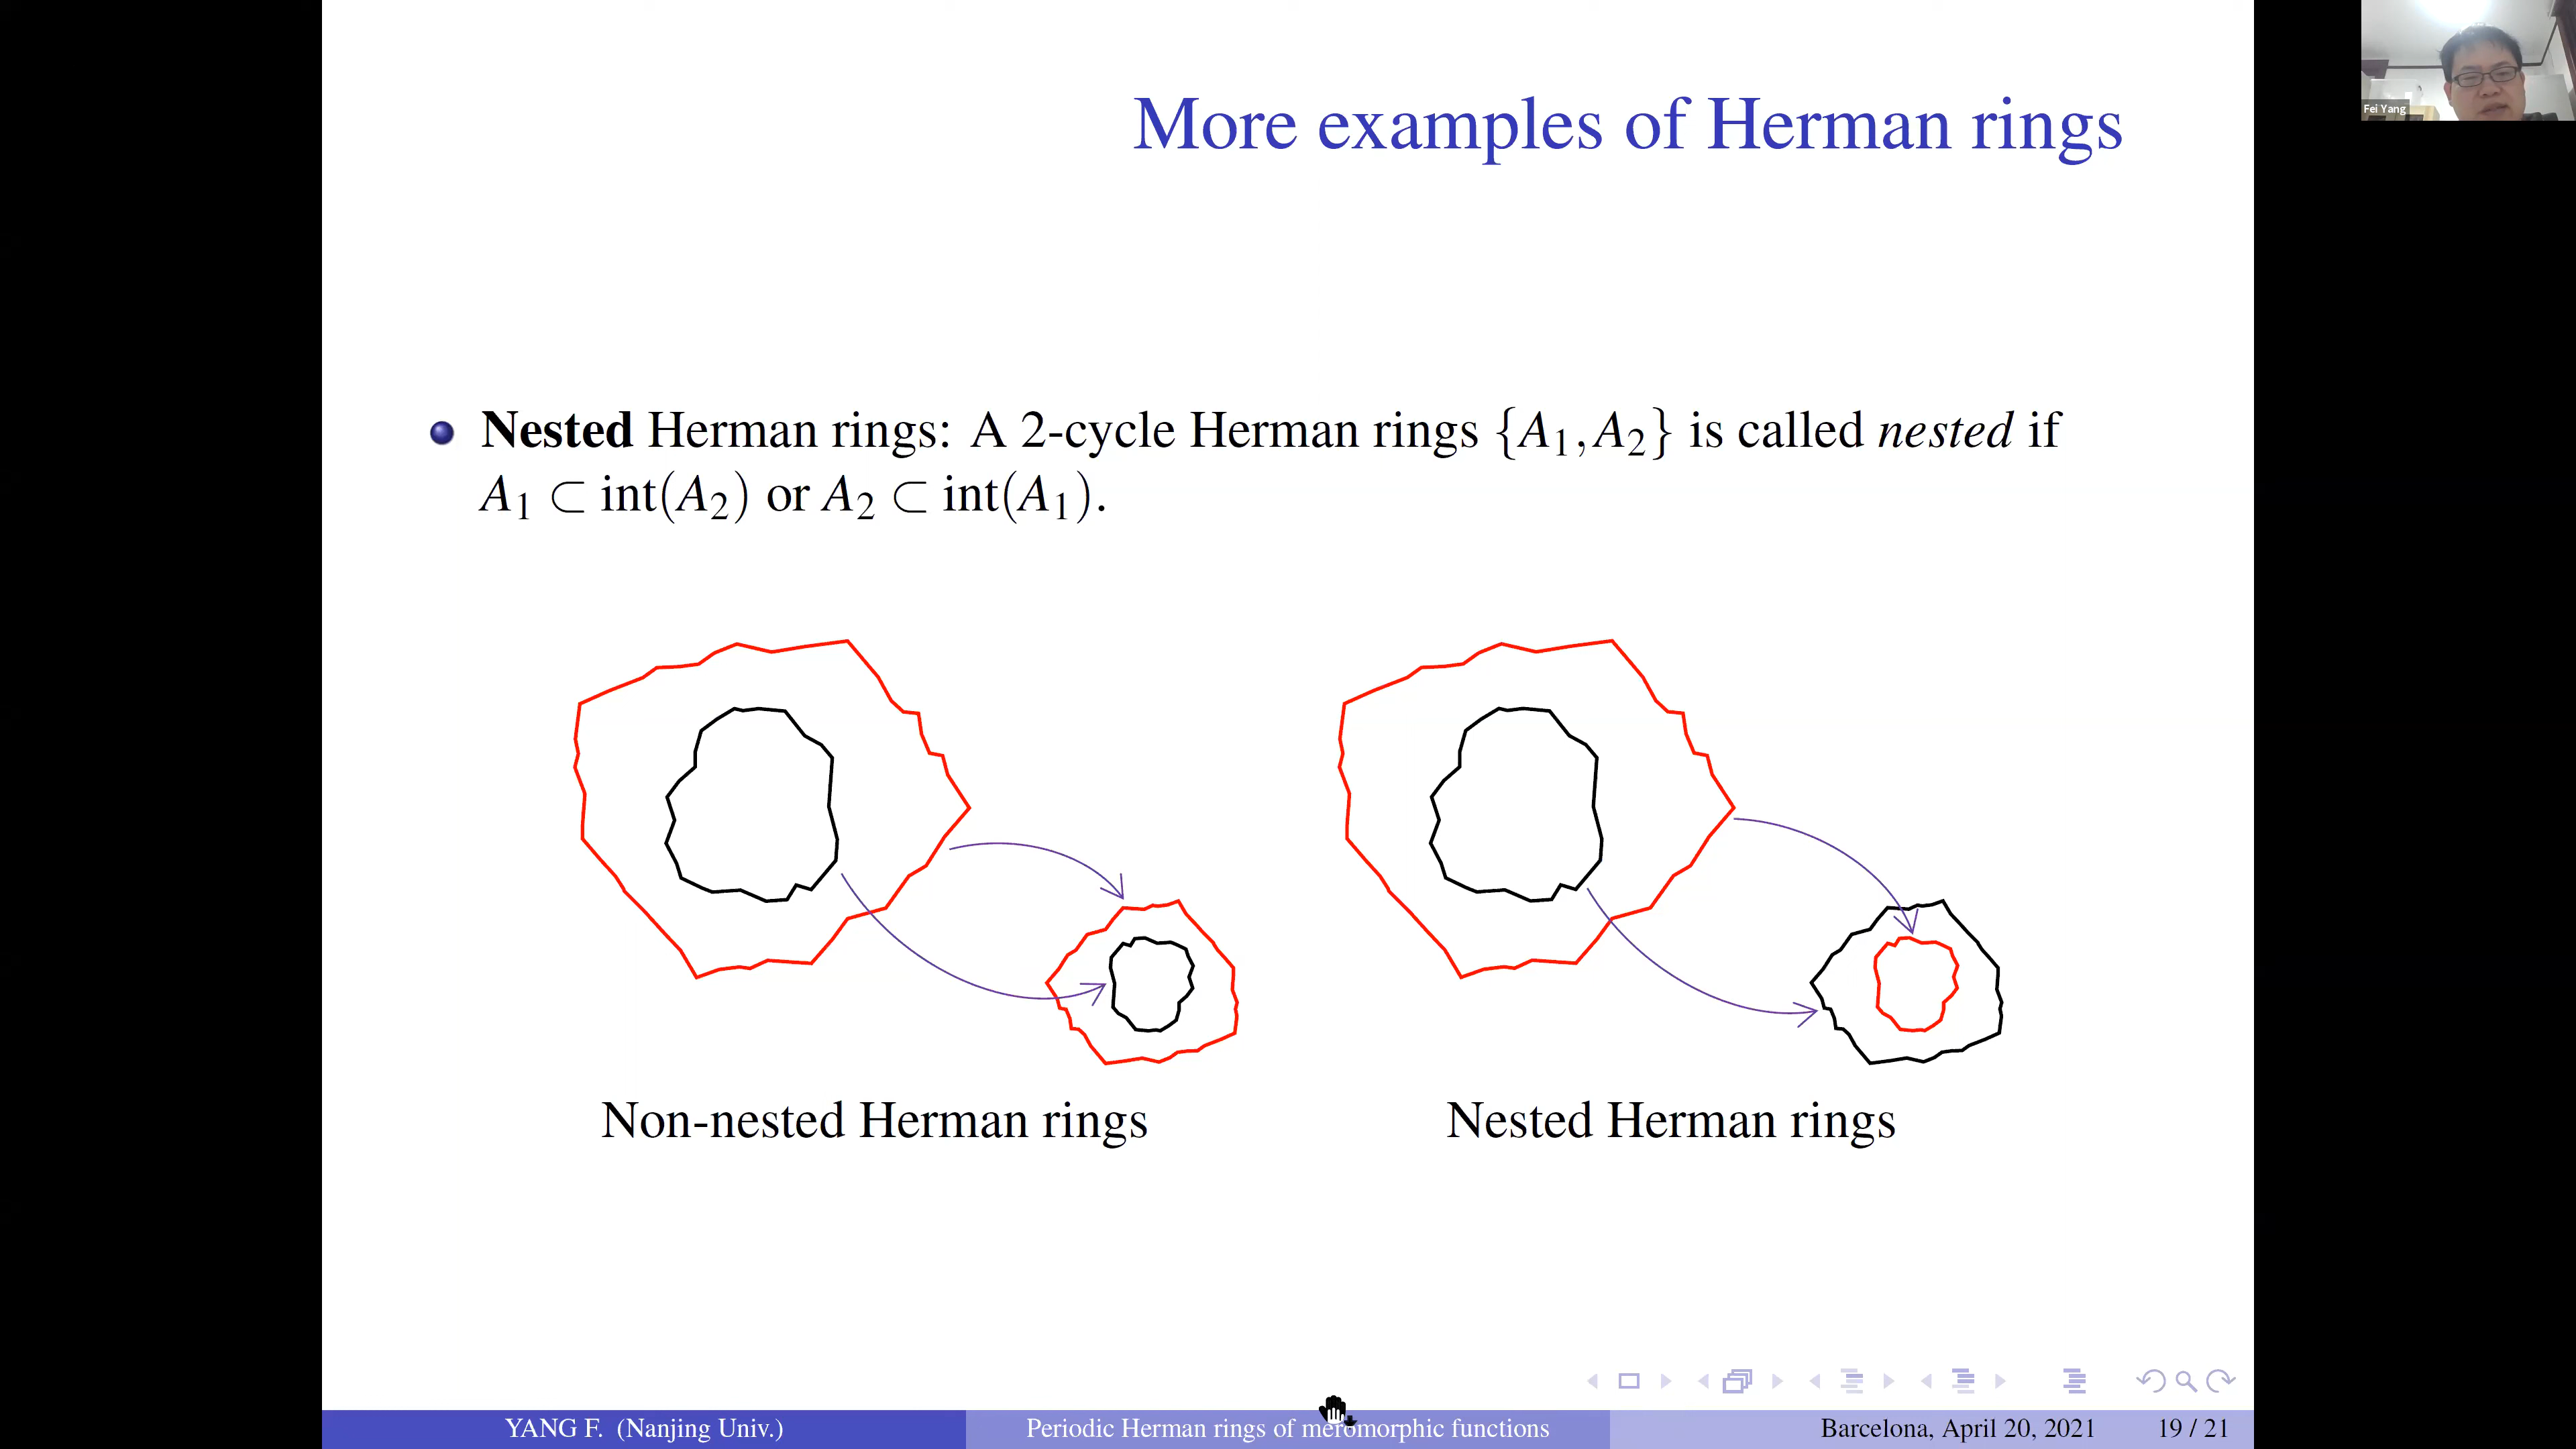 More examples of Herman rings
Fei Yang
Nested Herman rings: A 2-cycle Herman rings {A₁, A₂} is called nested if
A₁ ⊂ int(A₂) or A₂ ⊂ int(A₁).
Non-nested Herman rings
Nested Herman rings
YANG F. (Nanjing Univ.)
Periodic Herman rings of meromorphic functions
Barcelona, April 20, 2021
19 / 21